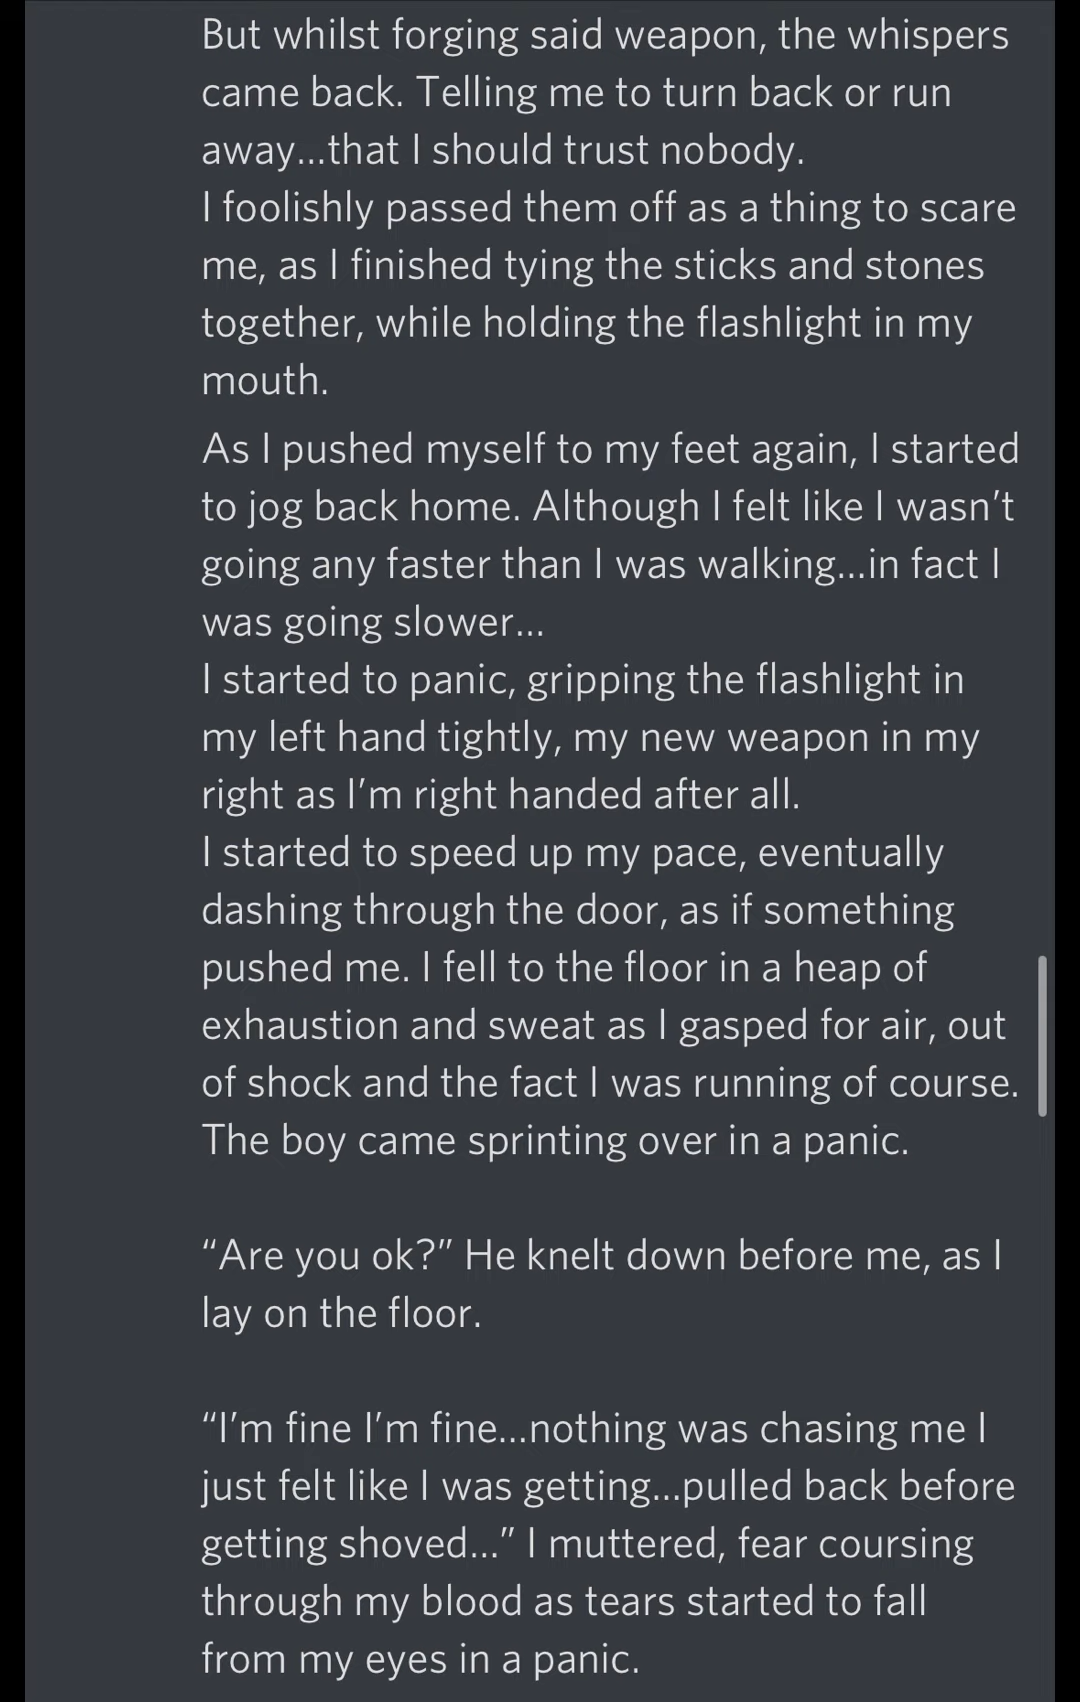 But whilst forging said weapon, the whispers
came back. Telling me to turn back or run
away...that I should trust nobody.
I foolishly passed them off as a thing to scare
me, as I finished tying the sticks and stones
together, while holding the flashlight in my
mouth.
As I pushed myself to my feet again, I started
to jog back home. Although I felt like I wasn’t
going any faster than I was walking...in fact I
was going slower...
I started to panic, gripping the flashlight in
my left hand tightly, my new weapon in my
right as I’m right handed after all.
I started to speed up my pace, eventually
dashing through the door, as if something
pushed me. I fell to the floor in a heap of
exhaustion and sweat as I gasped for air, out
of shock and the fact I was running of course.
The boy came sprinting over in a panic.
“Are you ok?” He knelt down before me, as I
lay on the floor.
“I’m fine I’m fine...nothing was chasing me I
just felt like I was getting...pulled back before
getting shoved...” I muttered, fear coursing
through my blood as tears started to fall
from my eyes in a panic.